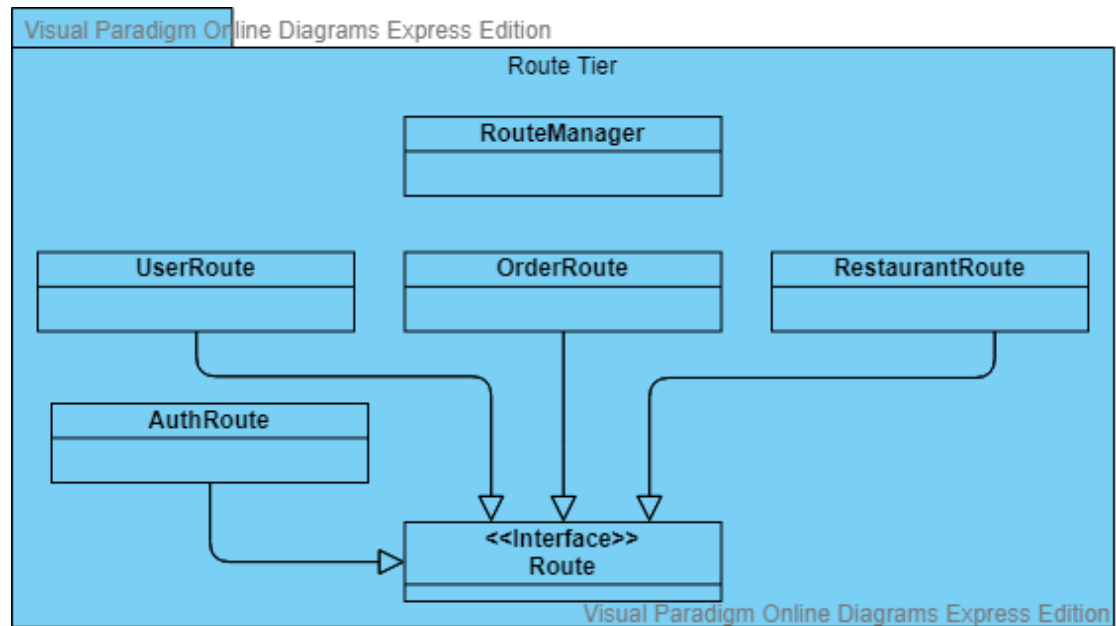 Visual Paradigm Online Diagrams Express Edition
Route Tier
RouteManager
UserRoute
OrderRoute
RestaurantRoute
AuthRoute
<<Interface>>
Route
Visual Paradigm Online Diagrams Express Edition